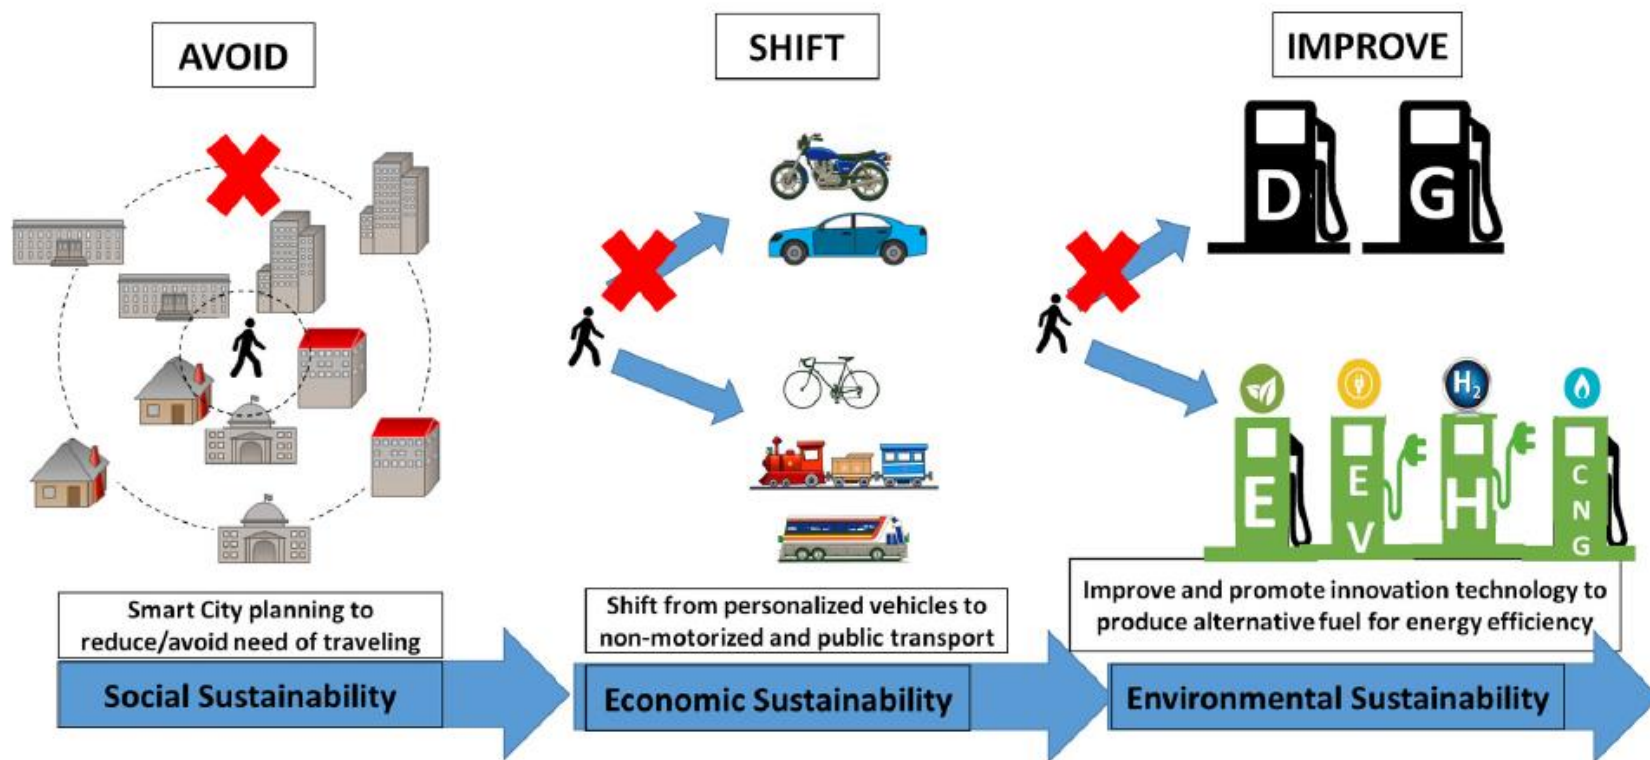 AVOID
SHIFT
IMPROVE
D
G
H2
E
E
V
H
C
N
G
Smart City planning to
reduce/avoid need of traveling
Shift from personalized vehicles to
non-motorized and public transport
Improve and promote innovation technology to
produce alternative fuel for energy efficiency
Social Sustainability
Economic Sustainability
Environmental Sustainability